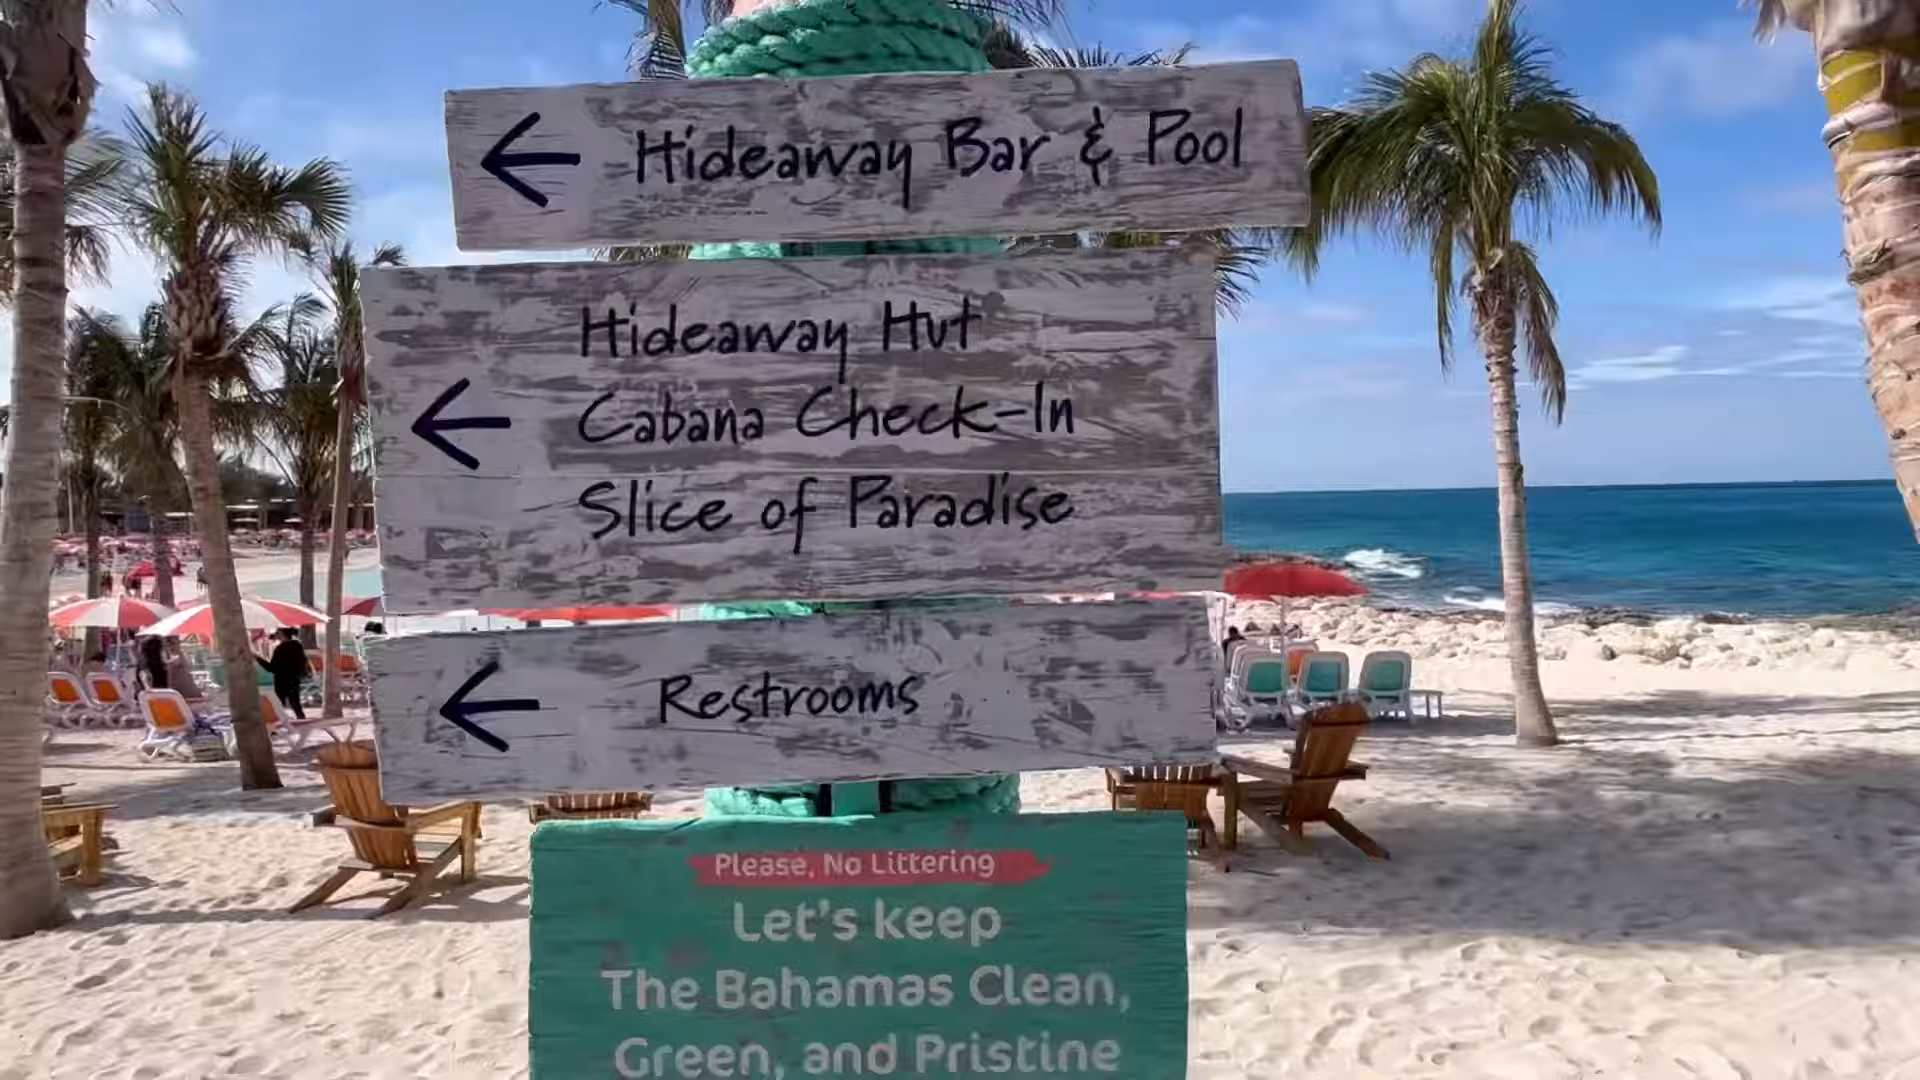 Hideaway Bar & Pool
Hideaway Hut
Cabana Check-In
Slice of Paradise
Restrooms
Please, No Littering
Let's keep
The Bahamas Clean,
Green, and Pristine